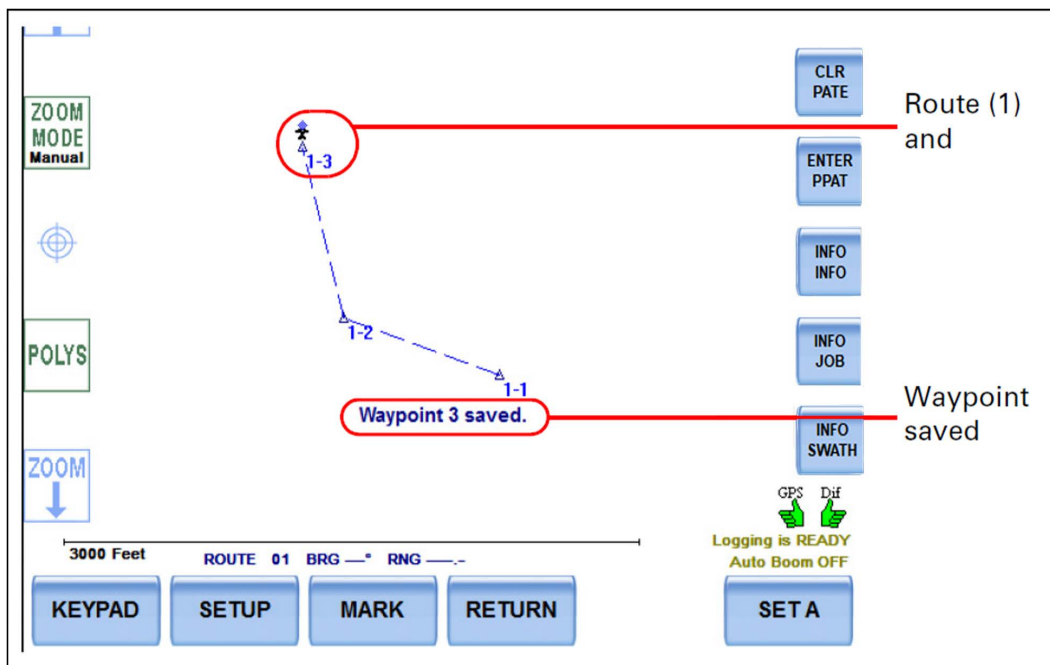 CLR
PATE
ZOOM
MODE
Manual
Route (1)
and
1-3
ENTER
PPAT
INFO
INFO
1-2
POLYS
INFO
JOB
1-1
Waypoint 3 saved.
Waypoint
saved
INFO
SWATH
ZOOM
GPS Dif
3000 Feet
Logging is READY
ROUTE 01 BRG —° RNG —–.-
Auto Boom OFF
KEYPAD
SETUP
MARK
RETURN
SET A